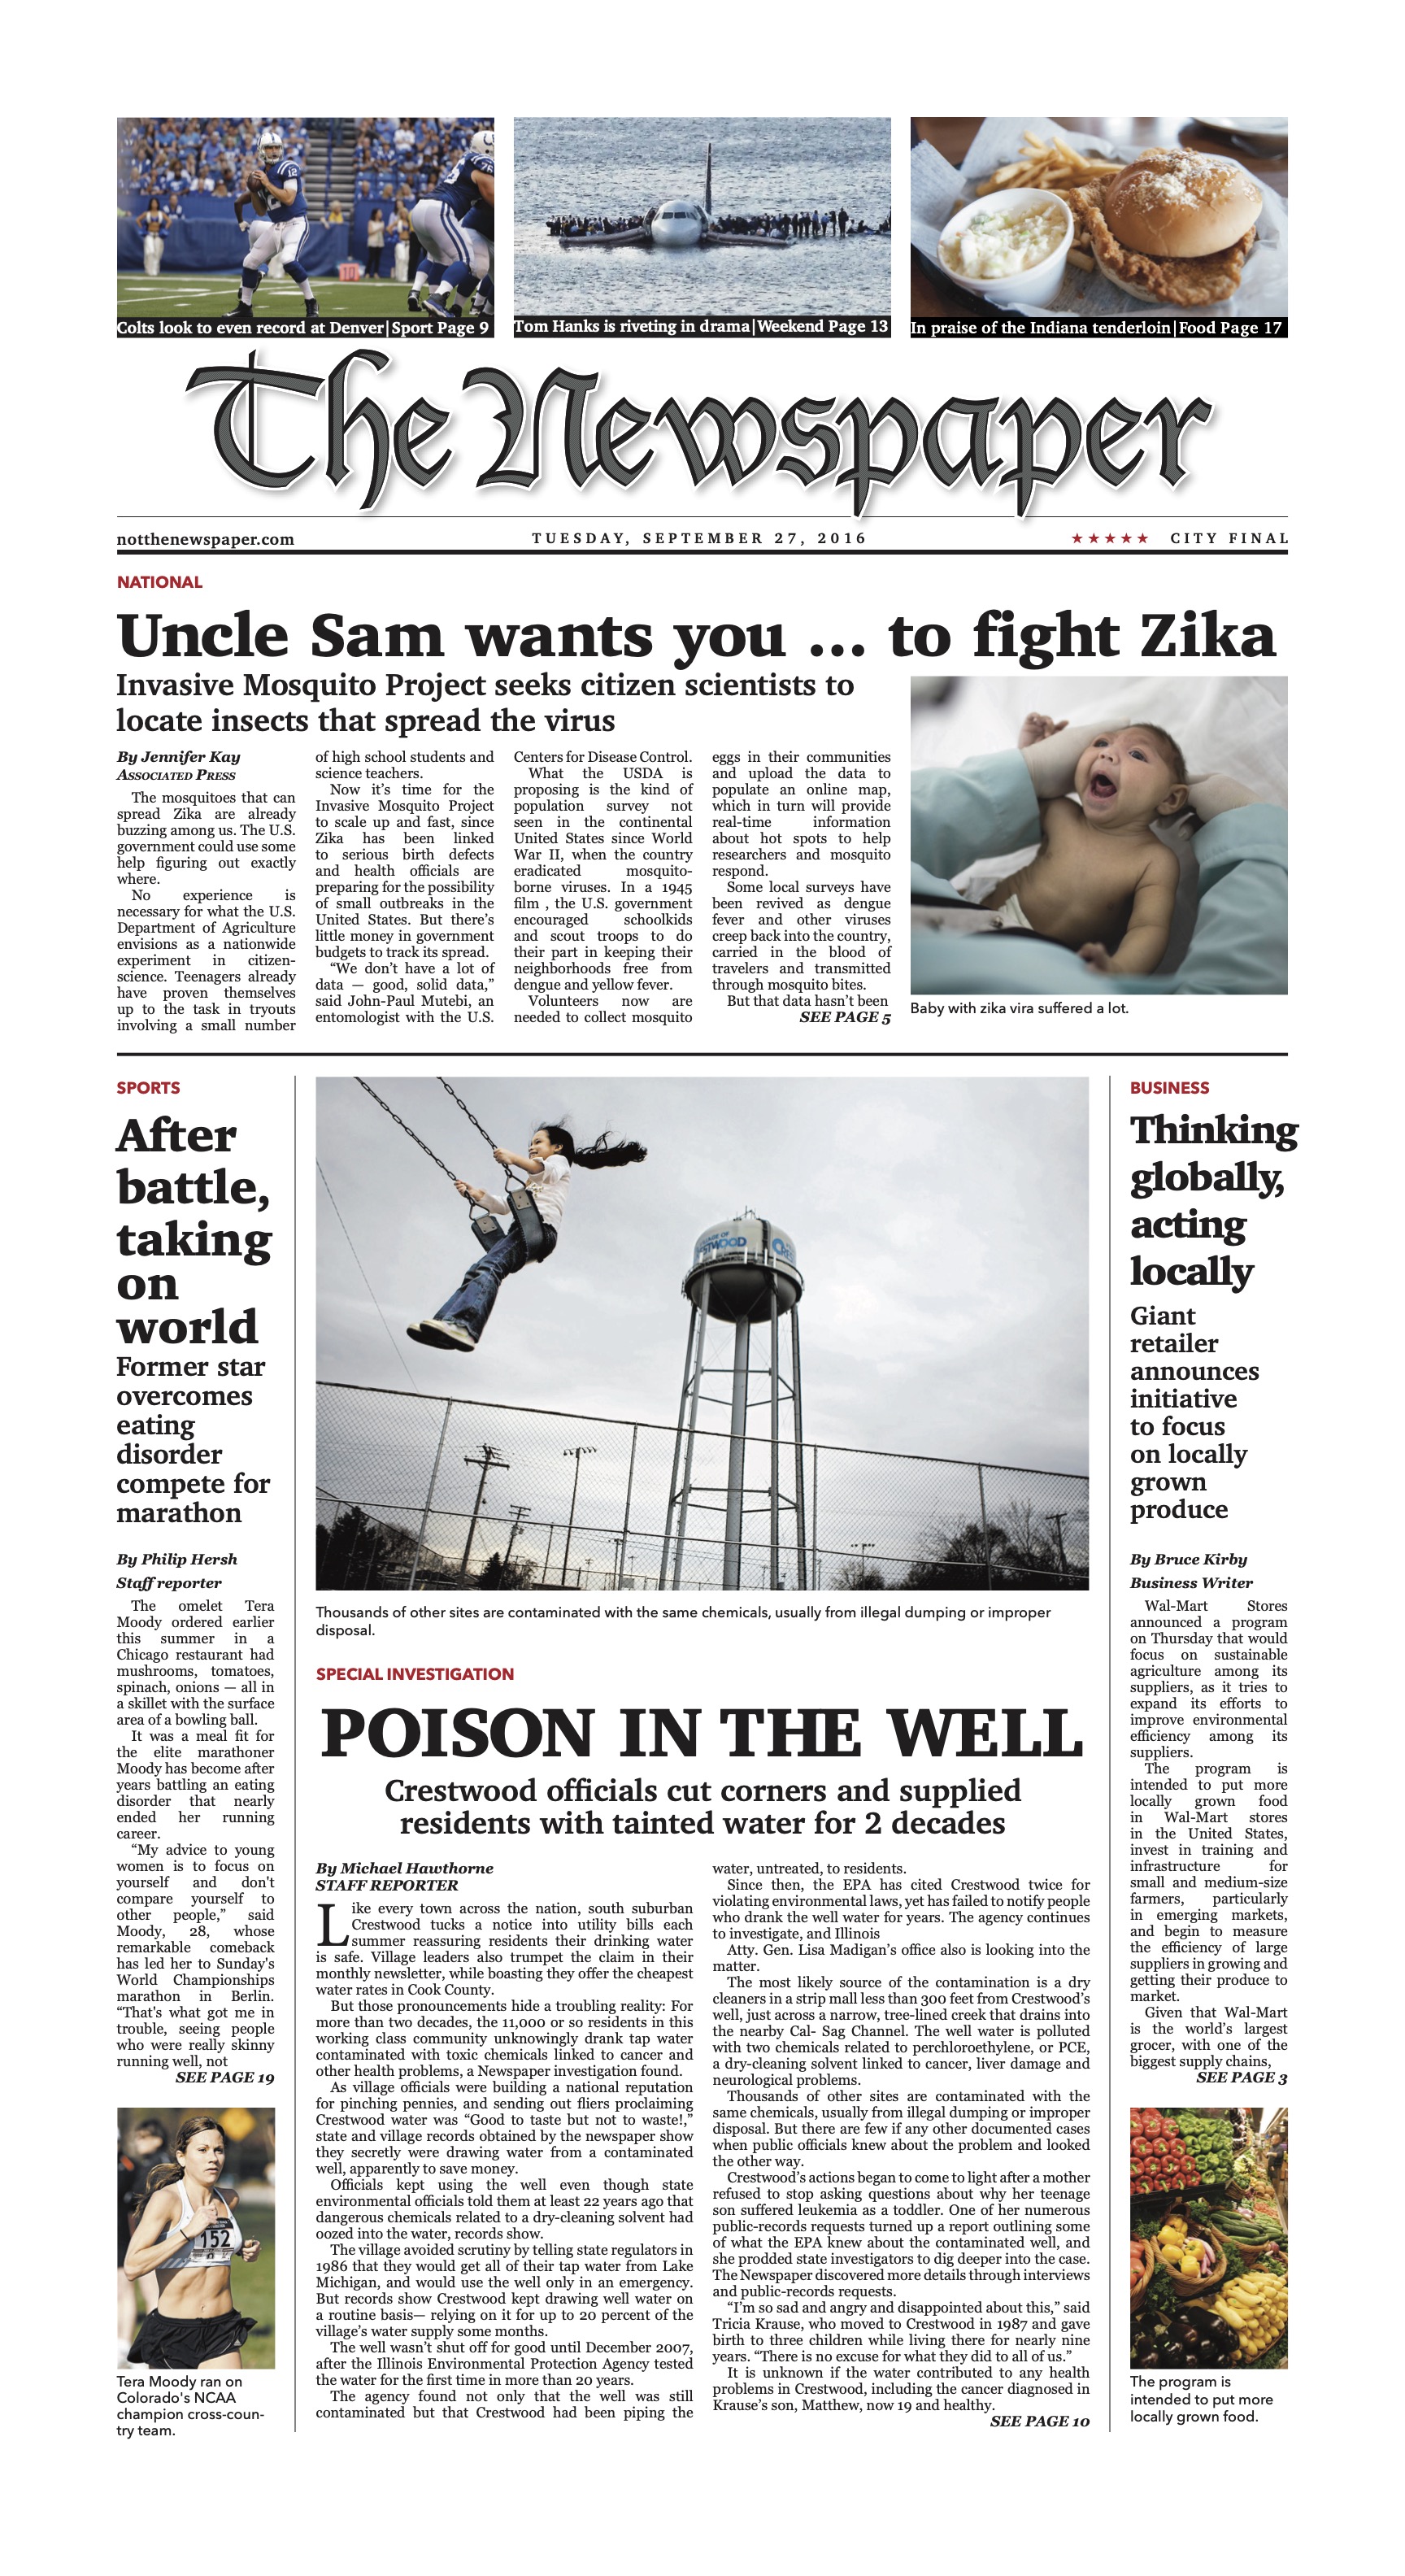 Colts look to even record at Denver|Sport Page 9
Tom Hanks is riveting in drama|Weekend Page 13
In praise of the Indiana tenderloin|Food Page 17
The Newspaper
notthenewspaper.com
TUESDAY, SEPTEMBER 27, 2016
★★★★★ CITY FINAL
NATIONAL
Uncle Sam wants you ... to fight Zika
Invasive Mosquito Project seeks citizen scientists to
locate insects that spread the virus
By Jennifer Kay
ASSOCIATED PRESS
The mosquitoes that can
spread Zika are already
buzzing among us. The U.S.
government could use some
help figuring out exactly
where.
No experience is
necessary for what the U.S.
Department of Agriculture
envisions as a nationwide
experiment in citizen-
science. Teenagers already
have proven themselves
up to the task in tryouts
involving a small number
of high school students and
science teachers.
Now it's time for the
Invasive Mosquito Project
to scale up and fast, since
Zika has been linked
to serious birth defects
and health officials are
preparing for the possibility
of small outbreaks in the
United States. But there's
little money in government
budgets to track its spread.
“We don't have a lot of
data — good, solid data,”
said John-Paul Mutebi, an
entomologist with the U.S.
Centers for Disease Control.
What the USDA is
proposing is the kind of
population survey not
seen in the continental
United States since World
War II, when the country
eradicated mosquito-
borne viruses. In a 1945
film , the U.S. government
encouraged schoolkids
and scout troops to do
their part in keeping their
neighborhoods free from
dengue and yellow fever.
Volunteers now are
needed to collect mosquito
eggs in their communities
and upload the data to
populate an online map,
which in turn will provide
real-time information
about hot spots to help
researchers and mosquito
respond.
Some local surveys have
been revived as dengue
fever and other viruses
creep back into the country,
carried in the blood of
travelers and transmitted
through mosquito bites.
But that data hasn't been
SEE PAGE 5
Baby with zika vira suffered a lot.
SPORTS
After
battle,
taking
on
world
Former star
overcomes
eating
disorder
compete for
marathon
By Philip Hersh
Staff reporter
The omelet Tera
Moody ordered earlier
this summer in a
Chicago restaurant had
mushrooms, tomatoes,
spinach, onions — all in
a skillet with the surface
area of a bowling ball.
It was a meal fit for
the elite marathoner
Moody has become after
years battling an eating
disorder that nearly
ended her running
career.
“My advice to young
women is to focus on
yourself and don't
compare yourself to
other people,” said
Moody, 28, whose
remarkable comeback
has led her to Sunday's
World Championships
marathon in Berlin.
“That's what got me in
trouble, seeing people
who were really skinny
running well, not
SEE PAGE 19
152
Tera Moody ran on
Colorado's NCAA
champion cross-coun-
try team.
VILLAGE OF
CRESTWOOD
Thousands of other sites are contaminated with the same chemicals, usually from illegal dumping or improper
disposal.
SPECIAL INVESTIGATION
POISON IN THE WELL
Crestwood officials cut corners and supplied
residents with tainted water for 2 decades
By Michael Hawthorne
STAFF REPORTER
Like every town across the nation, south suburban
Crestwood tucks a notice into utility bills each
summer reassuring residents their drinking water
is safe. Village leaders also trumpet the claim in their
monthly newsletter, while boasting they offer the cheapest
water rates in Cook County.
But those pronouncements hide a troubling reality: For
more than two decades, the 11,000 or so residents in this
working class community unknowingly drank tap water
contaminated with toxic chemicals linked to cancer and
other health problems, a Newspaper investigation found.
As village officials were building a national reputation
for pinching pennies, and sending out fliers proclaiming
Crestwood water was “Good to taste but not to waste!,”
state and village records obtained by the newspaper show
they secretly were drawing water from a contaminated
well, apparently to save money.
Officials kept using the well even though state
environmental officials told them at least 22 years ago that
dangerous chemicals related to a dry-cleaning solvent had
oozed into the water, records show.
The village avoided scrutiny by telling state regulators in
1986 that they would get all of their tap water from Lake
Michigan, and would use the well only in an emergency.
But records show Crestwood kept drawing well water on
a routine basis— relying on it for up to 20 percent of the
village's water supply some months.
The well wasn't shut off for good until December 2007,
after the Illinois Environmental Protection Agency tested
the water for the first time in more than 20 years.
The agency found not only that the well was still
contaminated but that Crestwood had been piping the
water, untreated, to residents.
Since then, the EPA has cited Crestwood twice for
violating environmental laws, yet has failed to notify people
who drank the well water for years. The agency continues
to investigate, and Illinois
Atty. Gen. Lisa Madigan's office also is looking into the
matter.
The most likely source of the contamination is a dry
cleaners in a strip mall less than 300 feet from Crestwood's
well, just across a narrow, tree-lined creek that drains into
the nearby Cal- Sag Channel. The well water is polluted
with two chemicals related to perchloroethylene, or PCE,
a dry-cleaning solvent linked to cancer, liver damage and
neurological problems.
Thousands of other sites are contaminated with the
same chemicals, usually from illegal dumping or improper
disposal. But there are few if any other documented cases
when public officials knew about the problem and looked
the other way.
Crestwood's actions began to come to light after a mother
refused to stop asking questions about why her teenage
son suffered leukemia as a toddler. One of her numerous
public-records requests turned up a report outlining some
of what the EPA knew about the contaminated well, and
she prodded state investigators to dig deeper into the case.
The Newspaper discovered more details through interviews
and public-records requests.
“I'm so sad and angry and disappointed about this,” said
Tricia Krause, who moved to Crestwood in 1987 and gave
birth to three children while living there for nearly nine
years. “There is no excuse for what they did to all of us.”
It is unknown if the water contributed to any health
problems in Crestwood, including the cancer diagnosed in
Krause's son, Matthew, now 19 and healthy.
SEE PAGE 10
BUSINESS
Thinking
globally,
acting
locally
Giant
retailer
announces
initiative
to focus
on locally
grown
produce
By Bruce Kirby
Business Writer
Wal-Mart Stores
announced a program
on Thursday that would
focus on sustainable
agriculture among its
suppliers, as it tries to
expand its efforts to
improve environmental
efficiency among its
suppliers.
The program is
intended to put more
locally grown food
in Wal-Mart stores
in the United States,
invest in training and
infrastructure for
small and medium-size
farmers, particularly
in emerging markets,
and begin to measure
the efficiency of large
suppliers in growing and
getting their produce to
market.
Given that Wal-Mart
is the world's largest
grocer, with one of the
biggest supply chains,
SEE PAGE 3
The program is
intended to put more
locally grown food.